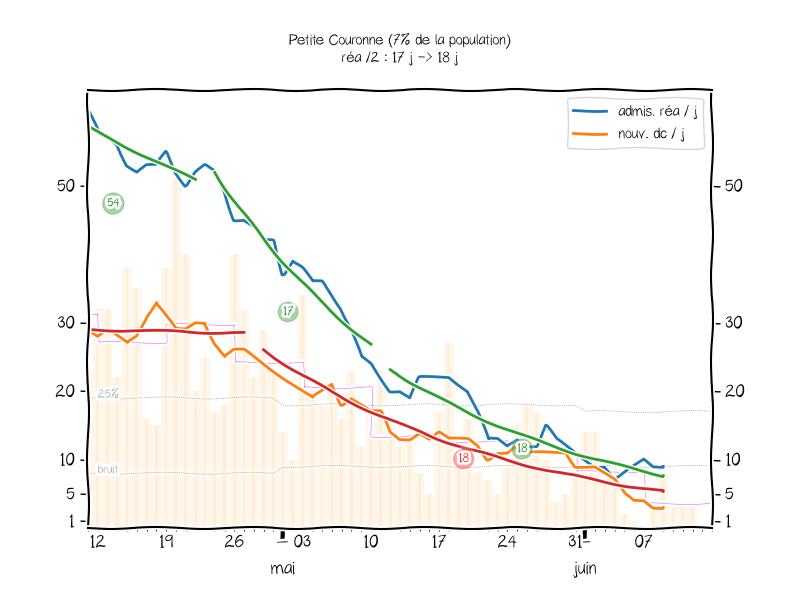 Petite Couronne (7% de la population)
réa /2 : 17 j -> 18 j
admis. réa / j
nouv. dc / j
50
50
54
17
30
30
25%
20
20
18
18
bruit
10
10
5
5
1
1
12 19 26 03 10 17 24 31 07
mai juin